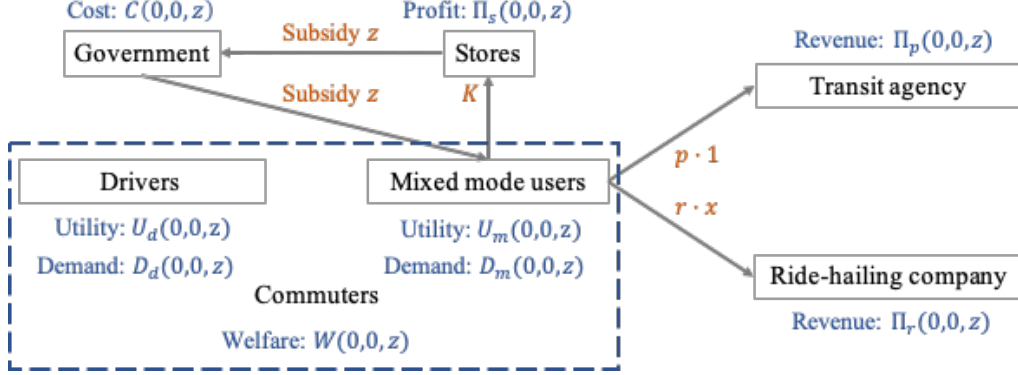 Cost: C(0,0,z)
Profit: Π_s(0,0,z)
Government
Subsidy z
Stores
Subsidy z
K
Revenue: Π_p(0,0,z)
Transit agency
p · 1
Drivers
Mixed mode users
r · x
Utility: U_d(0,0,z)
Utility: U_m(0,0,z)
Demand: D_d(0,0,z)
Demand: D_m(0,0,z)
Commuters
Welfare: W(0,0,z)
Ride-hailing company
Revenue: Π_r(0,0,z)